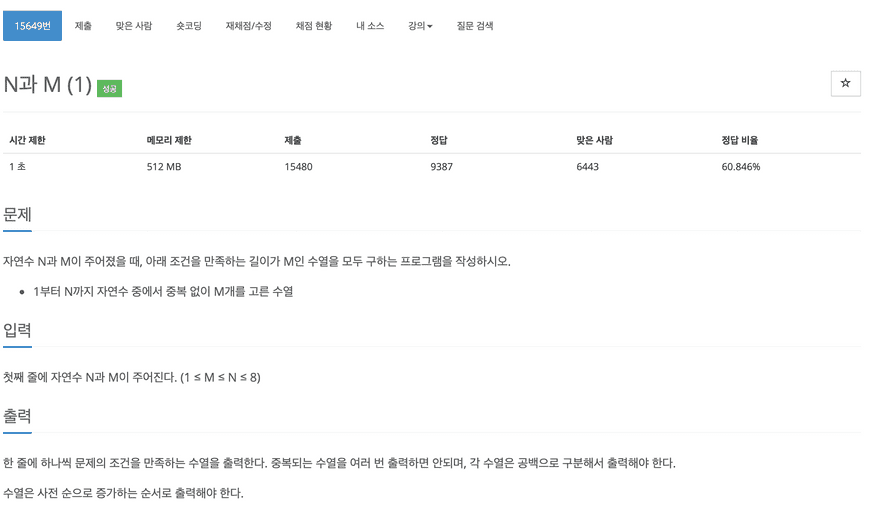 15649번 제출 맞은 사람 숏코딩 재채점/수정 채점 현황 내 소스 강의 질문 검색
N과 M (1) 성공
시간 제한 메모리 제한 제출 정답 맞은 사람 정답 비율
1 초 512 MB 15480 9387 6443 60.846%
문제
자연수 N과 M이 주어졌을 때, 아래 조건을 만족하는 길이가 M인 수열을 모두 구하는 프로그램을 작성하시오.
• 1부터 N까지 자연수 중에서 중복 없이 M개를 고른 수열
입력
첫째 줄에 자연수 N과 M이 주어진다. (1 ≤ M ≤ N ≤ 8)
출력
한 줄에 하나씩 문제의 조건을 만족하는 수열을 출력한다. 중복되는 수열을 여러 번 출력하면 안되며, 각 수열은 공백으로 구분해서 출력해야 한다.
수열은 사전 순으로 증가하는 순서로 출력해야 한다.